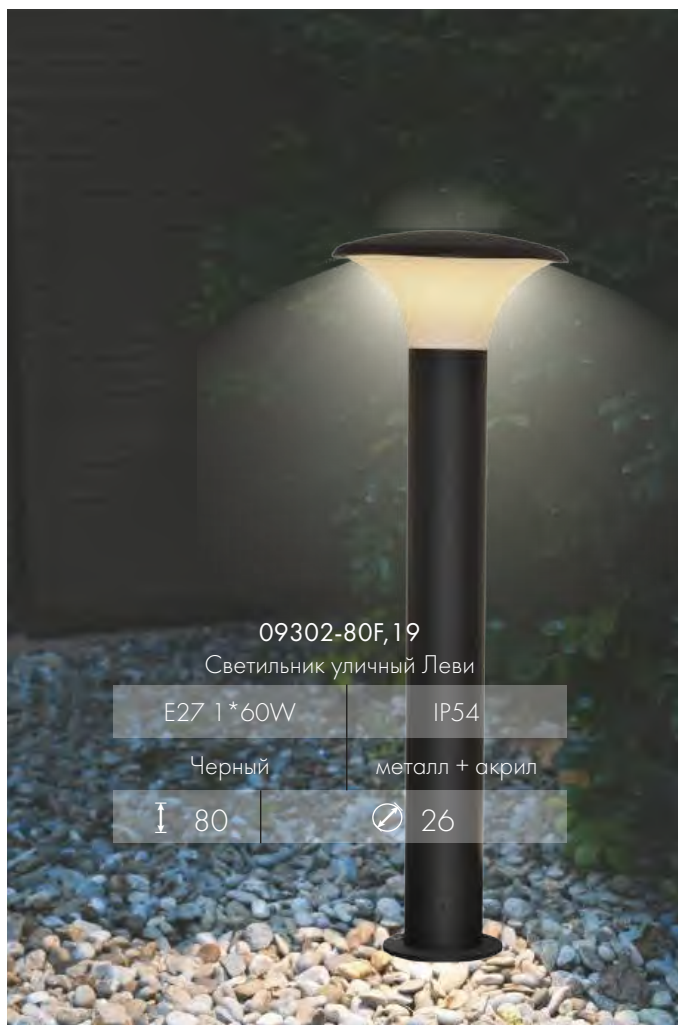 09302-80F,19
Светильник уличный Леви
E27 1*60W IP54
Черный металл + акрил
80 26